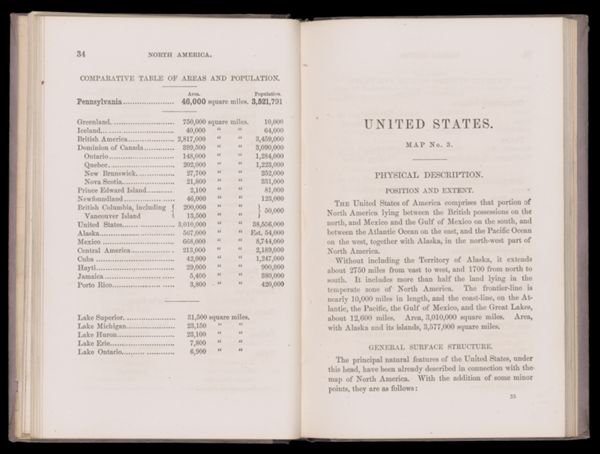 34 NORTH AMERICA.
COMPARATIVE TABLE OF AREAS AND POPULATION.
Area. Population.
Pennsylvania 46,000 square miles. 3,521,791
Greenland 750,000 square miles. 10,000
Iceland 40,000 " " 64,000
British America 2,817,000 " " 3,459,000
Dominion of Canada 399,500 " " 3,090,000
Ontario 148,000 " " 1,284,000
Quebec 202,000 " " 1,223,000
New Brunswick 27,700 " " 252,000
Nova Scotia 21,800 " " 331,000
Prince Edward Island 2,100 " " 81,000
Newfoundland 46,000 " " 123,000
British Columbia, including { 200,000 " " } 50,000
Vancouver Island { 13,500 " " }
United States 3,010,000 " " 38,556,000
Alaska 567,000 " " Est. 54,000
Mexico 668,000 " " 8,744,000
Central America 213,000 " " 2,189,000
Cuba 42,000 " " 1,247,000
Hayti 29,000 " " 900,000
Jamaica 5,400 " " 380,000
Porto Rico 3,800 " " 420,000
Lake Superior 31,500 square miles.
Lake Michigan 23,150 " "
Lake Huron 23,100 " "
Lake Erie 7,800 " "
Lake Ontario 6,900 " "
UNITED STATES.
MAP No. 3.
PHYSICAL DESCRIPTION.
POSITION AND EXTENT.
THE United States of America comprises that portion of
North America lying between the British possessions on the
north, and Mexico and the Gulf of Mexico on the south, and
between the Atlantic Ocean on the east, and the Pacific Ocean
on the west, together with Alaska, in the north-west part of
North America.
Without including the Territory of Alaska, it extends
about 2750 miles from east to west, and 1700 from north to
south. It includes more than half the land lying in the
temperate zone of North America. The frontier-line is
nearly 10,000 miles in length, and the coast-line, on the At-
lantic, the Pacific, the Gulf of Mexico, and the Great Lakes,
about 12,600 miles. Area, 3,010,000 square miles. Area,
with Alaska and its islands, 3,577,000 square miles.
GENERAL SURFACE STRUCTURE.
The principal natural features of the United States, under
this head, have been already described in connection with the
map of North America. With the addition of some minor
points, they are as follows:
35